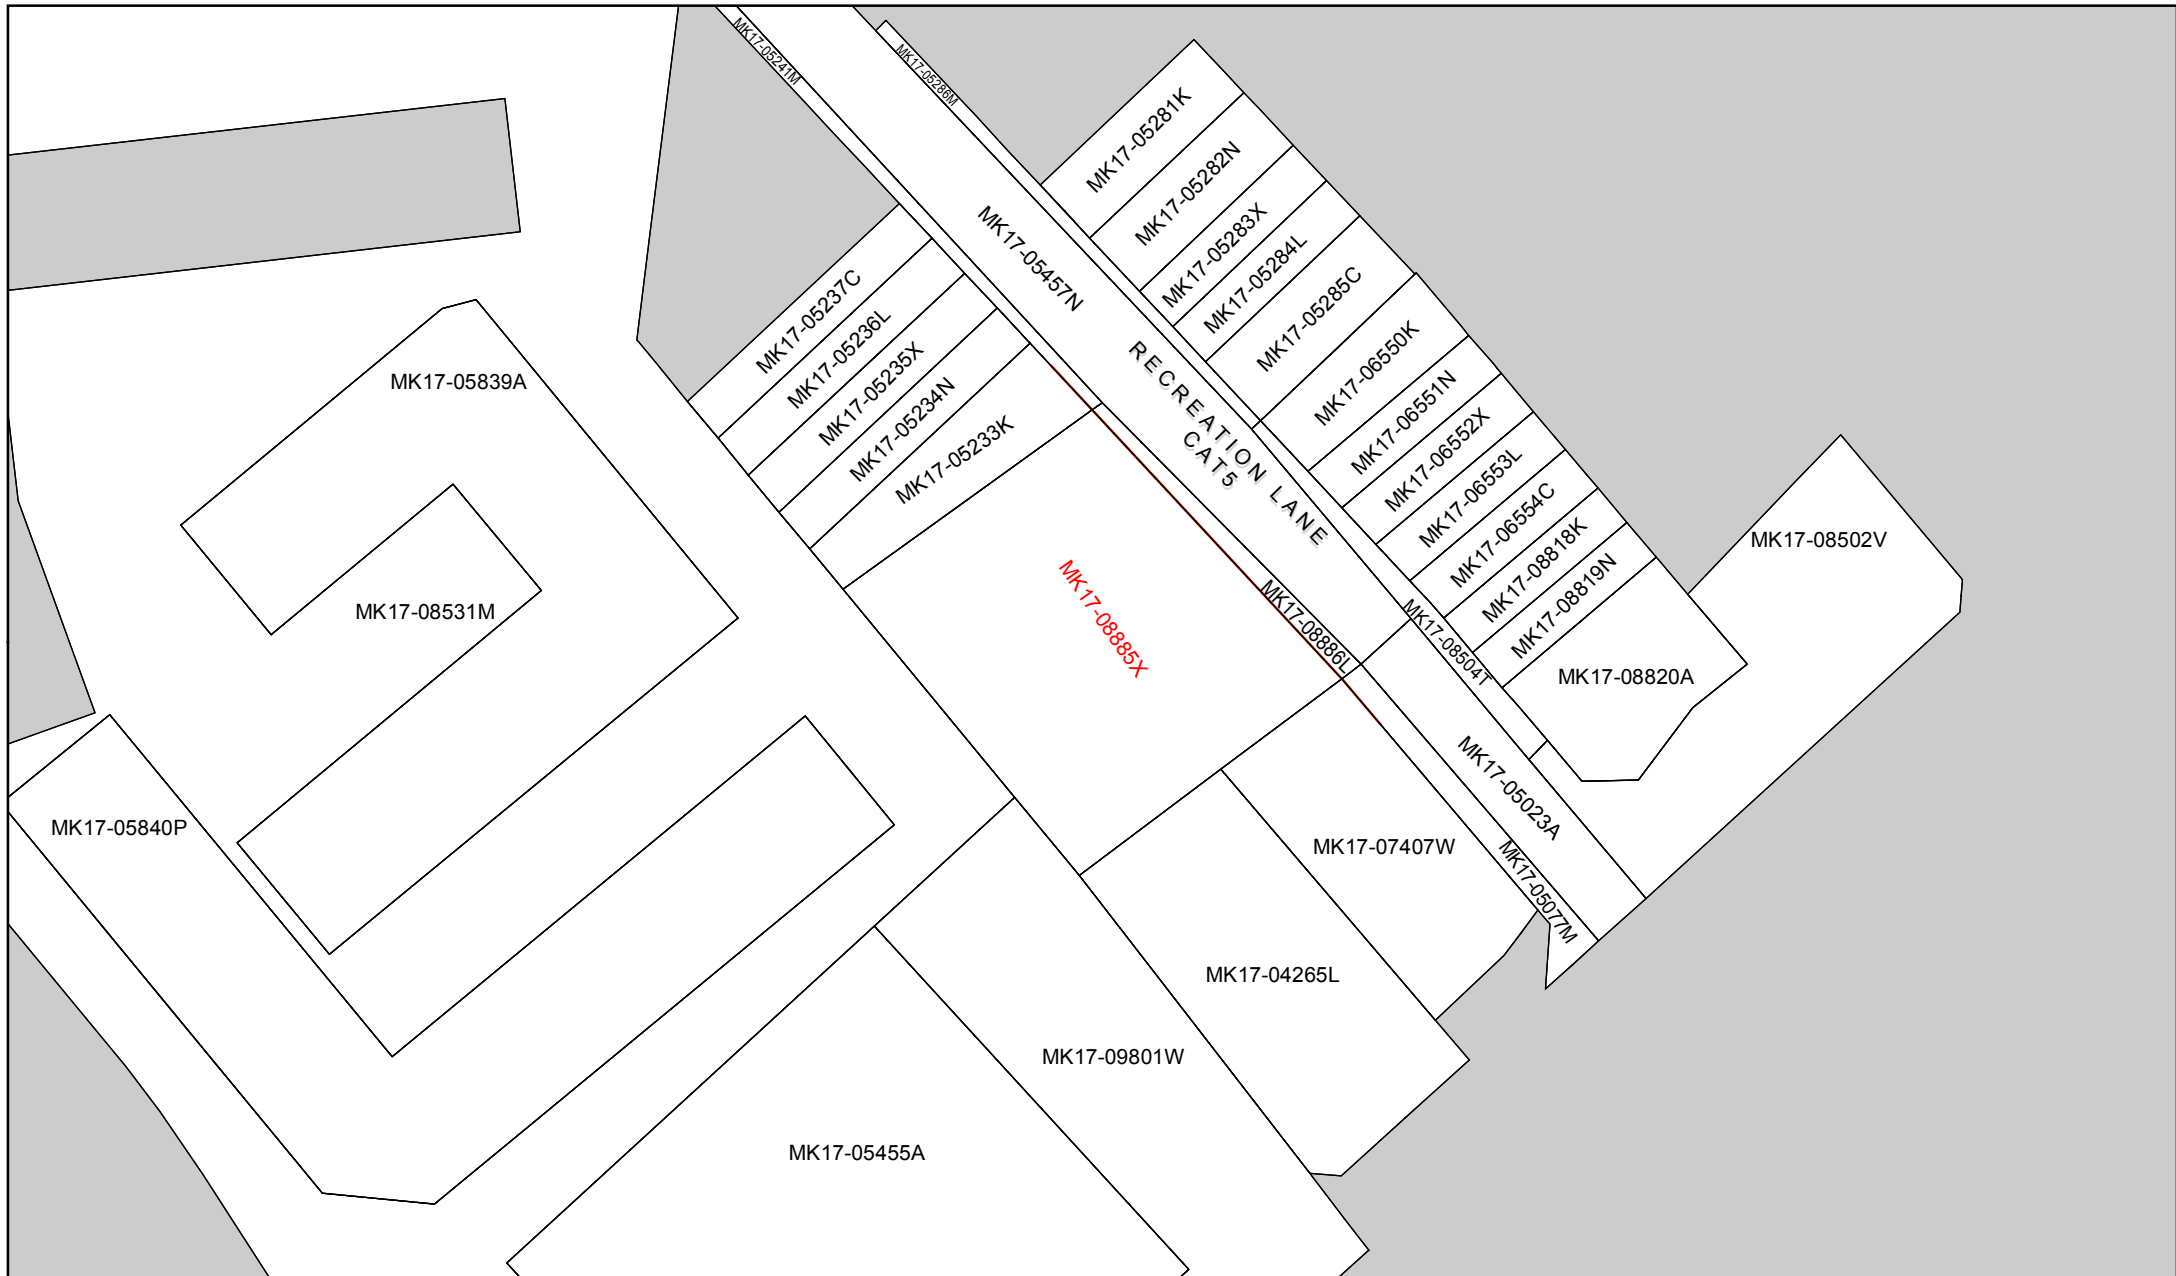 MK17-05241M
MK17-05286M
MK17-05281K
MK17-05282N
MK17-05283X
MK17-05284L
MK17-05285C
MK17-05457N
MK17-05237C
MK17-05236L
MK17-05235X
MK17-05234N
MK17-05233K
RECREATION LANE
CAT5
MK17-06550K
MK17-06551N
MK17-06552X
MK17-06553L
MK17-06554C
MK17-08818K
MK17-08819N
MK17-08820A
MK17-08502V
MK17-05839A
MK17-08531M
MK17-08885X
MK17-08886L
MK17-08504T
MK17-05023A
MK17-05077M
MK17-05840P
MK17-07407W
MK17-04265L
MK17-09801W
MK17-05455A